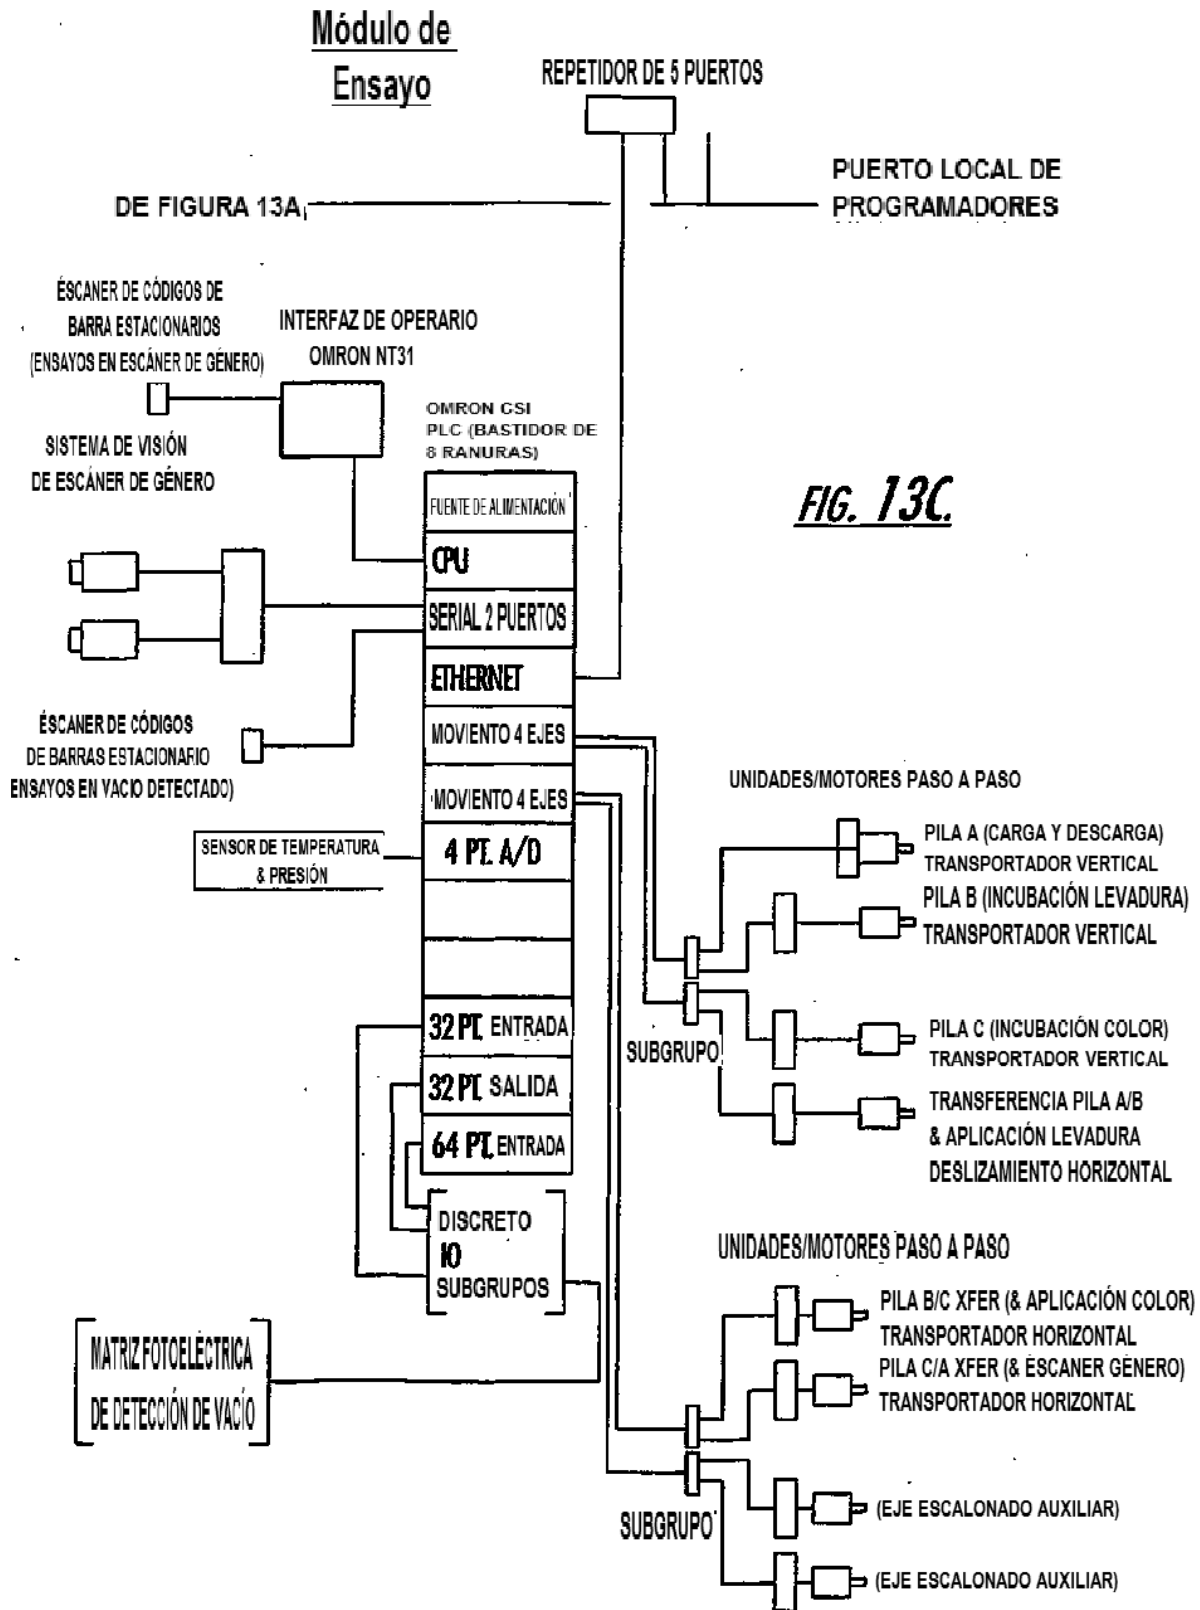 Módulo de
Ensayo
REPETIDOR DE 5 PUERTOS
PUERTO LOCAL DE
PROGRAMADORES
DE FIGURA 13A
ÉSCANER DE CÓDIGOS DE
BARRA ESTACIONARIOS
(ENSAYOS EN ESCÁNER DE GÉNERO)
INTERFAZ DE OPERARIO
OMRON NT31
SISTEMA DE VISIÓN
DE ESCÁNER DE GÉNERO
OMRON CSI
PLC (BASTIDOR DE
8 RANURAS)
FIG. 13C.
FUENTE DE ALIMENTACIÓN
CPU
SERIAL 2 PUERTOS
ETHERNET
MOVIENTO 4 EJES
MOVIENTO 4 EJES
4 PT. A/D
32 PT. ENTRADA
32 PT. SALIDA
64 PT. ENTRADA
ÉSCANER DE CÓDIGOS
DE BARRAS ESTACIONARIO
ENSAYOS EN VACÍO DETECTADO)
SENSOR DE TEMPERATURA
& PRESIÓN
DISCRETO
IO
SUBGRUPOS
MATRIZ FOTOELÉCTRICA
DE DETECCIÓN DE VACÍO
UNIDADES/MOTORES PASO A PASO
PILA A (CARGA Y DESCARGA)
TRANSPORTADOR VERTICAL
PILA B (INCUBACIÓN LEVADURA)
TRANSPORTADOR VERTICAL
SUBGRUPO
PILA C (INCUBACIÓN COLOR)
TRANSPORTADOR VERTICAL
TRANSFERENCIA PILA A/B
& APLICACIÓN LEVADURA
DESLIZAMIENTO HORIZONTAL
UNIDADES/MOTORES PASO A PASO
PILA B/C XFER (& APLICACIÓN COLOR)
TRANSPORTADOR HORIZONTAL
PILA C/A XFER (& ESCANER GÉNERO)
TRANSPORTADOR HORIZONTAL
SUBGRUPO
(EJE ESCALONADO AUXILIAR)
(EJE ESCALONADO AUXILIAR)